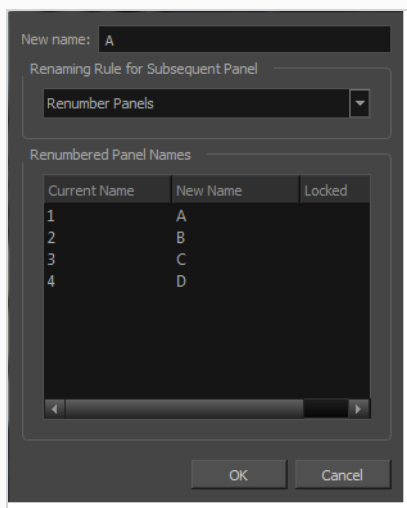 New name: A
Renaming Rule for Subsequent Panel
Renumber Panels
Renumbered Panel Names
Current Name New Name Locked
1 A
2 B
3 C
4 D
OK Cancel